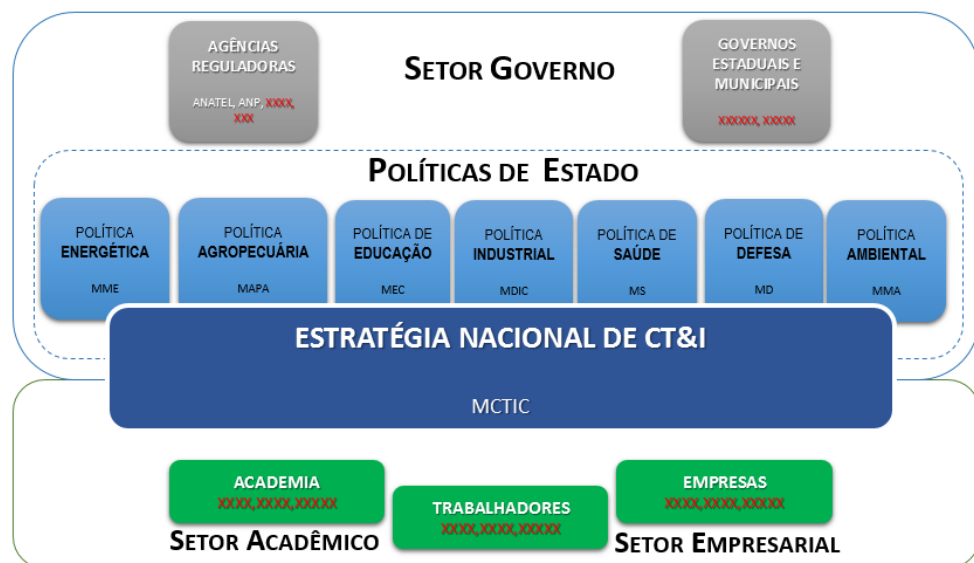 AGÊNCIAS
REGULADORAS
ANATEL, ANP, XXXX,
XXX
SETOR GOVERNO
GOVERNOS
ESTADUAIS E
MUNICIPAIS
XXXXXX, XXXXX
POLÍTICAS DE ESTADO
POLÍTICA
ENERGÉTICA
MME
POLÍTICA
AGROPECUÁRIA
MAPA
POLÍTICA DE
EDUCAÇÃO
MEC
POLÍTICA
INDUSTRIAL
MDIC
POLÍTICA DE
SAÚDE
MS
POLÍTICA DE
DEFESA
MD
POLÍTICA
AMBIENTAL
MMA
ESTRATÉGIA NACIONAL DE CT&I
MCTIC
ACADEMIA
XXXX,XXXX,XXXXX
SETOR ACADÊMICO
TRABALHADORES
XXXX,XXXX,XXXXX
EMPRESAS
XXXX,XXXX,XXXXX
SETOR EMPRESARIAL